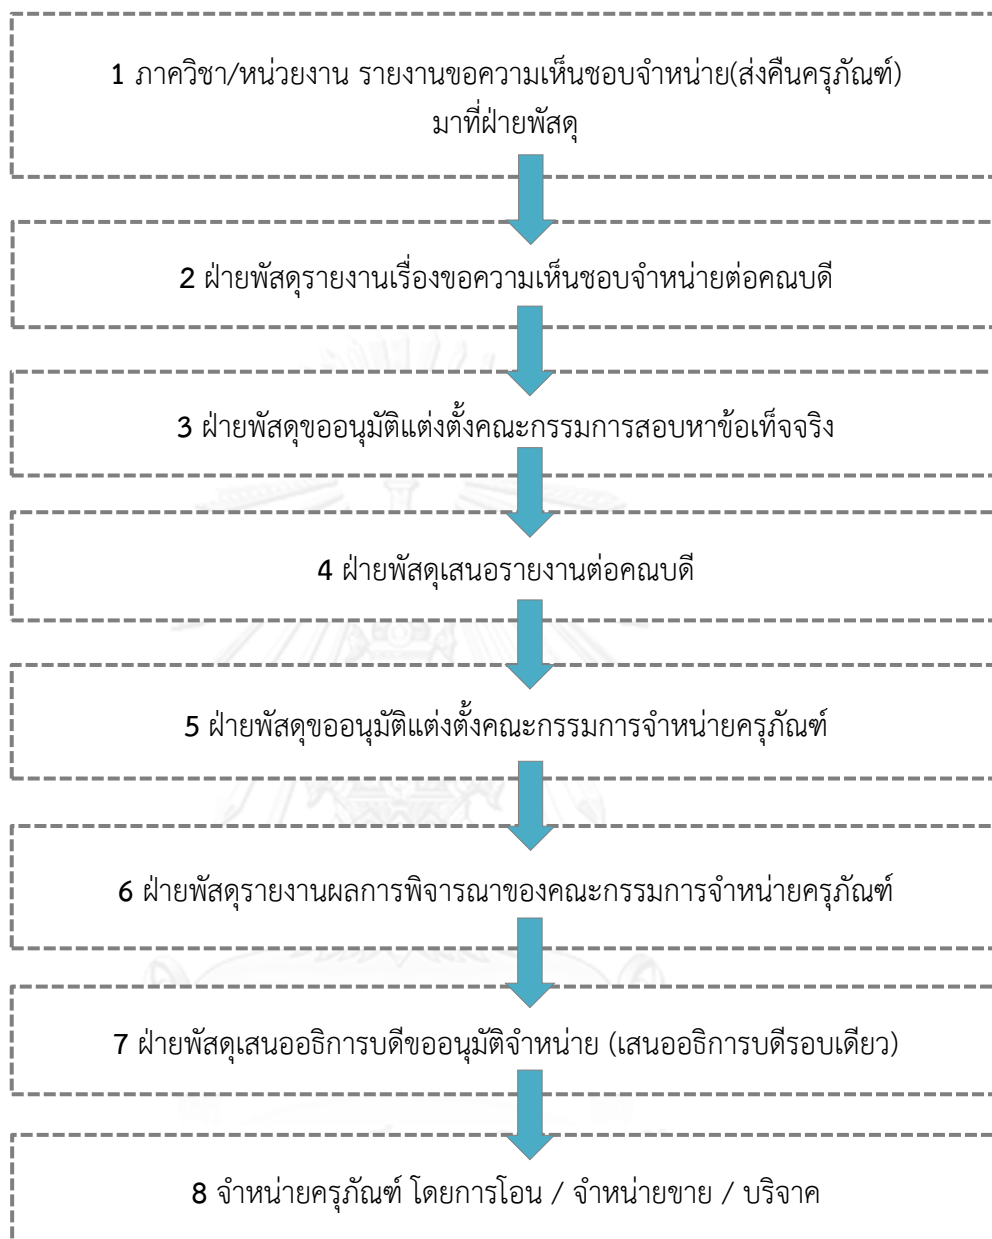 1 ภาควิชา/หน่วยงาน รายงานขอความเห็นชอบจำหน่าย(ส่งคืนครุภัณฑ์)
มาที่ฝ่ายพัสดุ
2 ฝ่ายพัสดุรายงานเรื่องขอความเห็นชอบจำหน่ายต่อคณบดี
3 ฝ่ายพัสดุขออนุมัติแต่งตั้งคณะกรรมการสอบหาข้อเท็จจริง
4 ฝ่ายพัสดุเสนอรายงานต่อคณบดี
5 ฝ่ายพัสดุขออนุมัติแต่งตั้งคณะกรรมการจำหน่ายครุภัณฑ์
6 ฝ่ายพัสดุรายงานผลการพิจารณาของคณะกรรมการจำหน่ายครุภัณฑ์
7 ฝ่ายพัสดุเสนออธิการบดีขออนุมัติจำหน่าย (เสนออธิการบดีรอบเดียว)
8 จำหน่ายครุภัณฑ์ โดยการโอน / จำหน่ายขาย / บริจาค